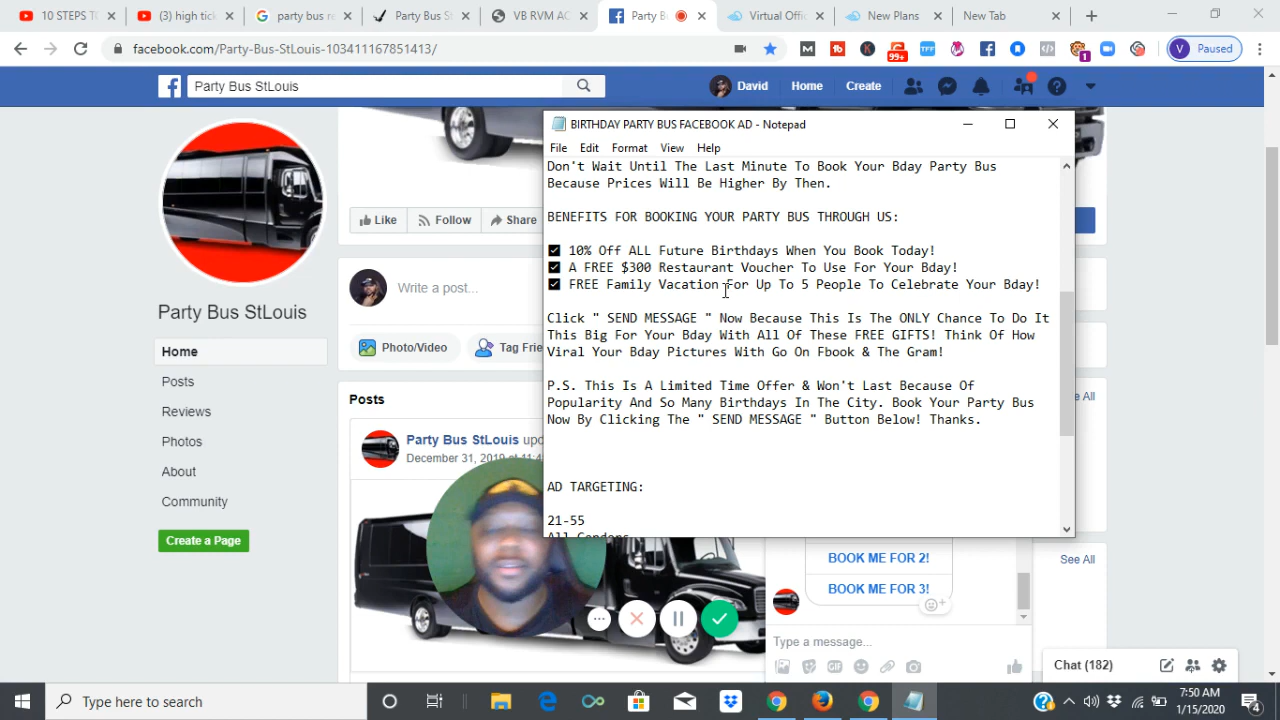 10 STEPS T
(3) high tick
party bus re
Party Bus St
VB RVM AC
Party B
Virtual Offic
New Plans
New Tab
facebook.com/Party-Bus-StLouis-103411167851413/
99+
1
V Paused
Party Bus StLouis
David
Home
Create
Like
Follow
Share
Write a post...
Photo/Video
Tag Frie
Party Bus StLouis
Home
Posts
Reviews
Photos
About
Community
Create a Page
Posts
Party Bus StLouis upd
BIRTHDAY PARTY BUS FACEBOOK AD - Notepad
File Edit Format View Help
Don't Wait Until The Last Minute To Book Your Bday Party Bus
Because Prices Will Be Higher By Then.
BENEFITS FOR BOOKING YOUR PARTY BUS THROUGH US:
10% Off ALL Future Birthdays When You Book Today!
A FREE $300 Restaurant Voucher To Use For Your Bday!
FREE Family Vacation For Up To 5 People To Celebrate Your Bday!
Click " SEND MESSAGE " Now Because This Is The ONLY Chance To Do It
This Big For Your Bday With All Of These FREE GIFTS! Think Of How
Viral Your Bday Pictures With Go On Fbook & The Gram!
P.S. This Is A Limited Time Offer & Won't Last Because Of
Popularity And So Many Birthdays In The City. Book Your Party Bus
Now By Clicking The " SEND MESSAGE " Button Below! Thanks.
AD TARGETING:
21-55
All Genders
See All
BOOK ME FOR 2!
BOOK ME FOR 3!
Type a message...
GIF
Chat (182)
Type here to search
7:50 AM
1/15/2020
4